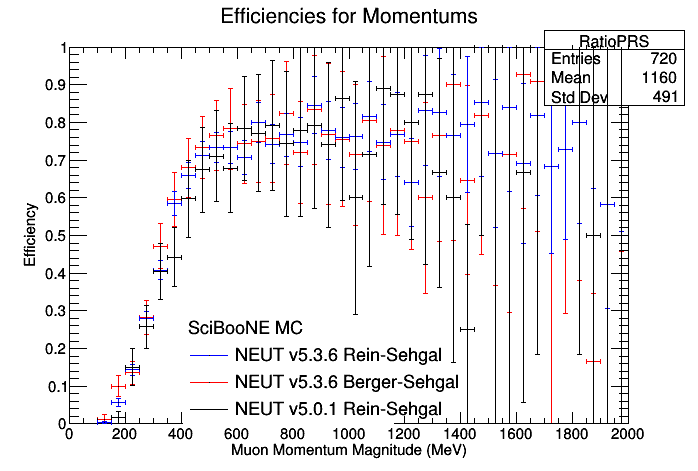 Efficiencies for Momentums
RatioPRS
Entries 720
Mean 1160
Std Dev 491
1
0.9
0.8
0.7
0.6
0.5
0.4
0.3
0.2
0.1
0
Efficiency
SciBooNE MC
NEUT v5.3.6 Rein-Sehgal
NEUT v5.3.6 Berger-Sehgal
NEUT v5.0.1 Rein-Sehgal
0 200 400 600 800 1000 1200 1400 1600 1800 2000
Muon Momentum Magnitude (MeV)